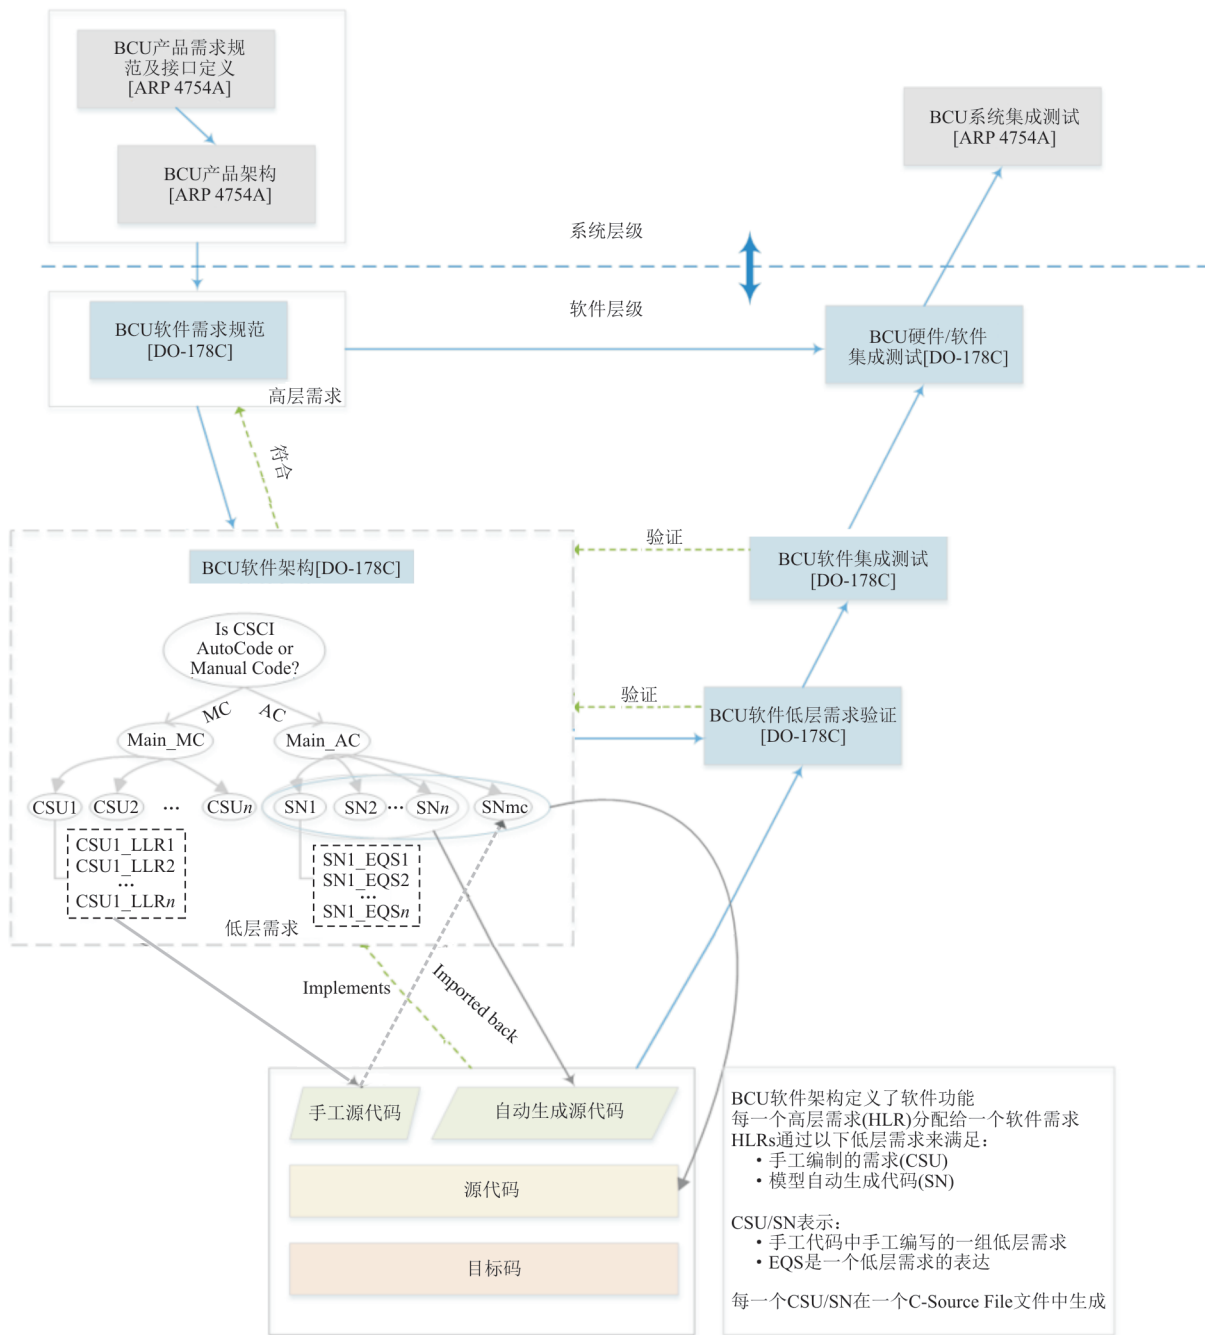 BCU产品需求规
范及接口定义
[ARP 4754A]
BCU产品架构
[ARP 4754A]
BCU系统集成测试
[ARP 4754A]
系统层级
软件层级
BCU软件需求规范
[DO-178C]
高层需求
BCU硬件/软件
集成测试[DO-178C]
符合
BCU软件架构[DO-178C]
验证
BCU软件集成测试
[DO-178C]
Is CSCI
AutoCode or
Manual Code?
MC
AC
验证
BCU软件低层需求验证
[DO-178C]
Main_MC
Main_AC
CSU1
CSU2
...
CSUn
SN1
SN2
...
SNn
SNmc
CSU1_LLR1
CSU1_LLR2
...
CSU1_LLRn
SN1_EQS1
SN1_EQS2
...
SN1_EQSn
低层需求
Implements
Imported back
手工源代码
自动生成源代码
源代码
目标码
BCU软件架构定义了软件功能
每一个高层需求(HLR)分配给一个软件需求
HLRs通过以下低层需求来满足：
• 手工编制的需求(CSU)
• 模型自动生成代码(SN)
CSU/SN表示：
• 手工代码中手工编写的一组低层需求
• EQS是一个低层需求的表达
每一个CSU/SN在一个C-Source File文件中生成